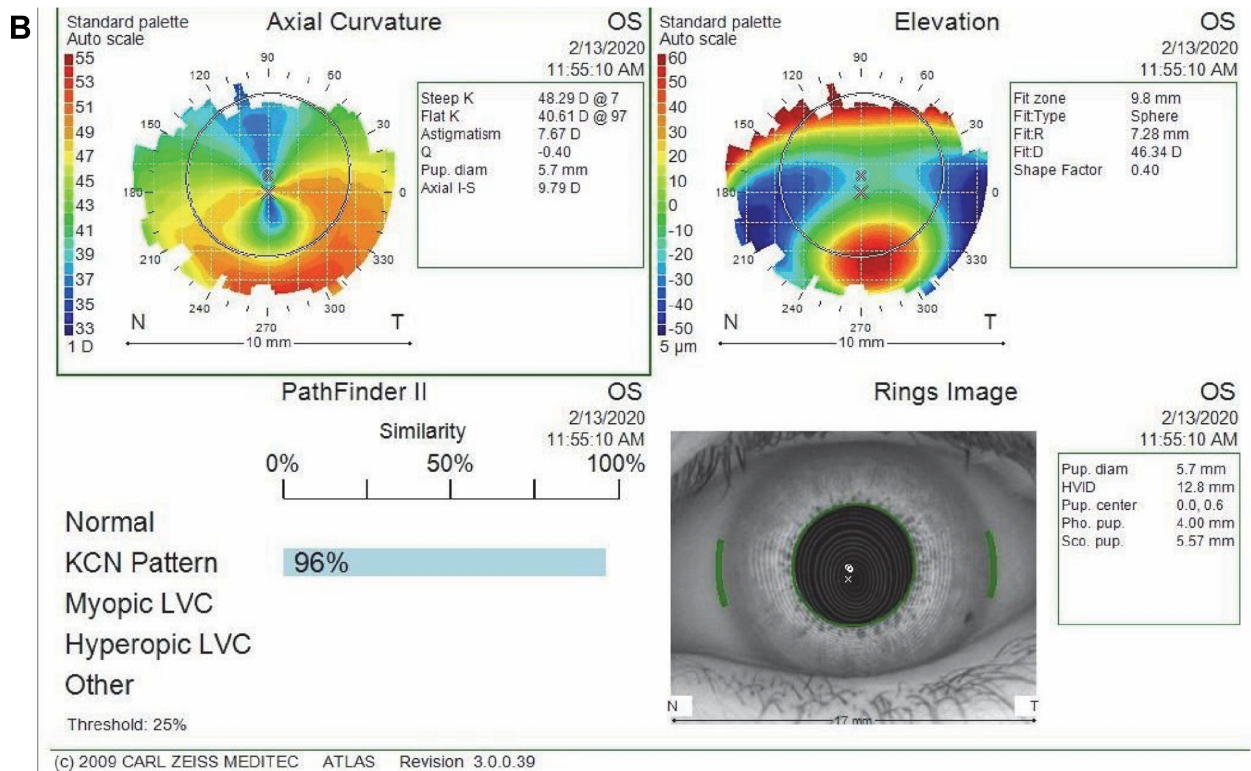 B
Standard palette
Auto scale
Axial Curvature
OS
2/13/2020
11:55:10 AM
55
53
51
49
47
45
43
41
39
37
35
33
1 D
90
120
60
150
30
180
0
210
330
240
300
270
N
T
10 mm
Steep K 48.29 D @ 7
Flat K 40.61 D @ 97
Astigmatism 7.67 D
Q -0.40
Pup. diam 5.7 mm
Axial I-S 9.79 D
Standard palette
Auto scale
Elevation
OS
2/13/2020
11:55:10 AM
60
50
40
30
20
10
0
-10
-20
-30
-40
-50
5 µm
90
120
60
150
30
180
0
210
330
240
300
270
N
T
10 mm
Fit zone 9.8 mm
Fit:Type Sphere
Fit:R 7.28 mm
Fit:D 46.34 D
Shape Factor 0.40
PathFinder II
OS
2/13/2020
11:55:10 AM
Similarity
0% 50% 100%
Normal
KCN Pattern 96%
Myopic LVC
Hyperopic LVC
Other
Threshold: 25%
Rings Image
OS
2/13/2020
11:55:10 AM
N
T
17 mm
Pup. diam 5.7 mm
HVID 12.8 mm
Pup. center 0.0, 0.6
Pho. pup. 4.00 mm
Sco. pup. 5.57 mm
(c) 2009 CARL ZEISS MEDITEC ATLAS Revision 3.0.0.39